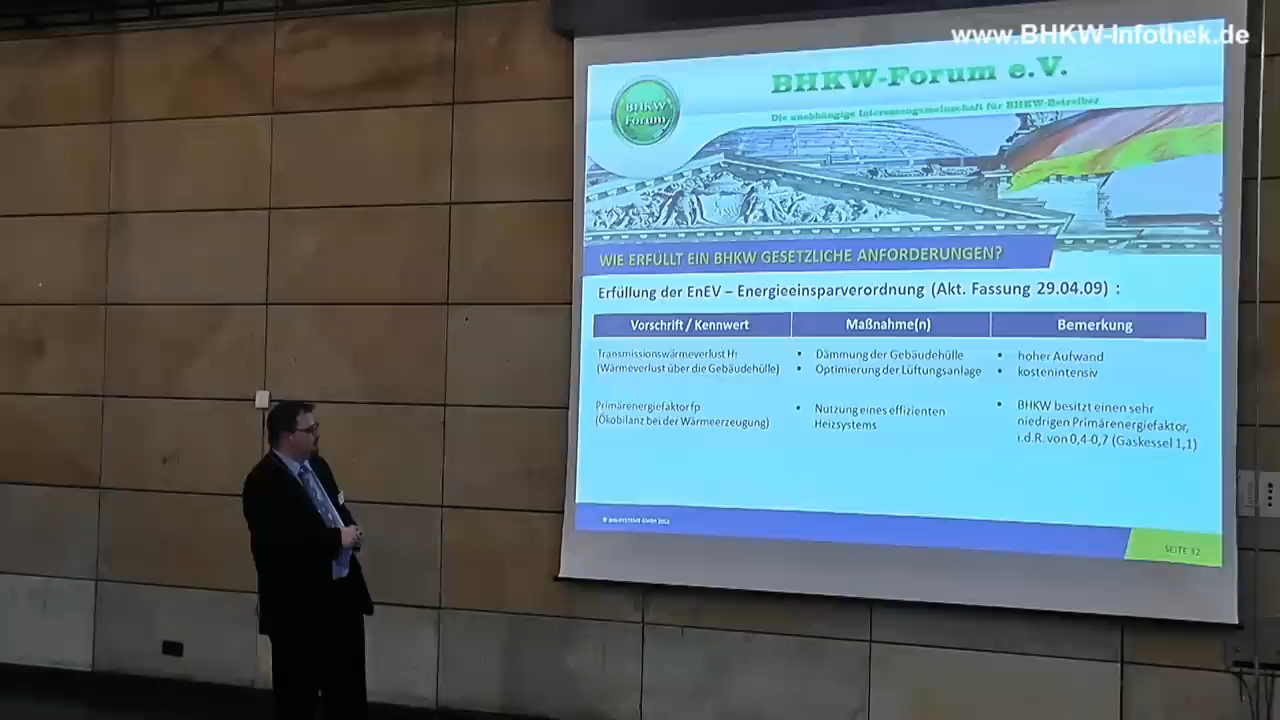 www.BHKW-Infothek.de
BHKW-Forum e.V.
Die unabhängige Interessengemeinschaft für BHKW-Betreiber
BHKW
Forum
WIE ERFÜLLT EIN BHKW GESETZLICHE ANFORDERUNGEN?
Erfüllung der EnEV – Energieeinsparverordnung (Akt. Fassung 29.04.09) :
Vorschrift / Kennwert
Maßnahme(n)
Bemerkung
Transmissionswärmeverlust HT
(Wärmeverlust über die Gebäudehülle)
• Dämmung der Gebäudehülle
• Optimierung der Lüftungsanlage
• hoher Aufwand
• kostenintensiv
Primärenergiefaktor fp
(Ökobilanz bei der Wärmeerzeugung)
• Nutzung eines effizienten
Heizsystems
• BHKW besitzt einen sehr
niedrigen Primärenergiefaktor,
i.d.R. von 0,4-0,7 (Gaskessel 1,1)
SEITE 32